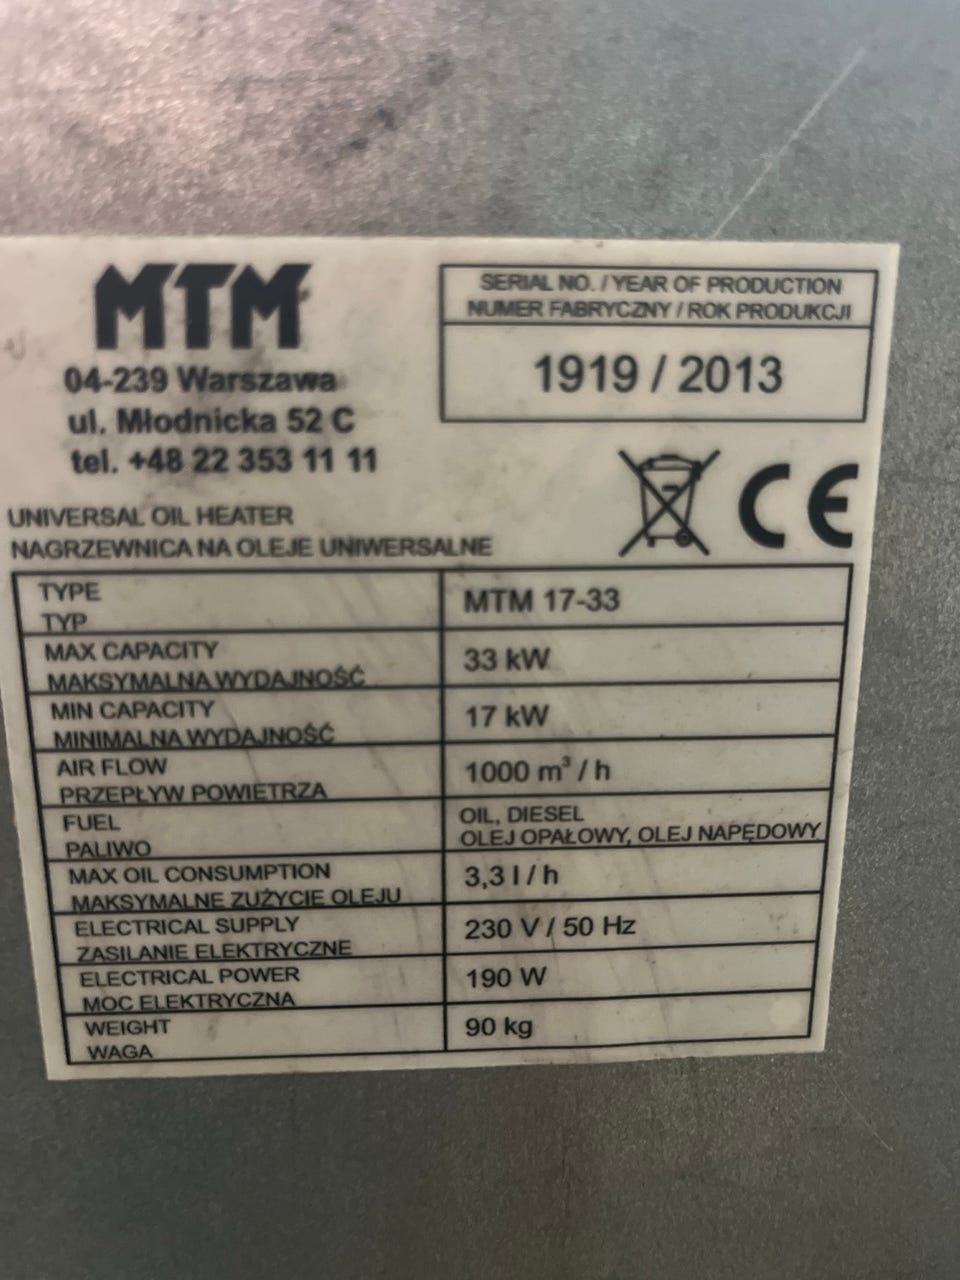 MTM
04-239 Warszawa
ul. Młodnicka 52 C
tel. +48 22 353 11 11
SERIAL NO. / YEAR OF PRODUCTION
NUMER FABRYCZNY / ROK PRODUKCJI
1919 / 2013
CE
UNIVERSAL OIL HEATER
NAGRZEWNICA NA OLEJE UNIWERSALNE
TYPE
TYP
MTM 17-33
MAX CAPACITY
MAKSYMALNA WYDAJNOŚĆ
33 kW
MIN CAPACITY
MINIMALNA WYDAJNOŚĆ
17 kW
AIR FLOW
PRZEPŁYW POWIETRZA
1000 m³ / h
FUEL
PALIWO
OIL, DIESEL
OLEJ OPAŁOWY, OLEJ NAPĘDOWY
MAX OIL CONSUMPTION
MAKSYMALNE ZUŻYCIE OLEJU
3,3 l / h
ELECTRICAL SUPPLY
ZASILANIE ELEKTRYCZNE
230 V / 50 Hz
ELECTRICAL POWER
MOC ELEKTRYCZNA
190 W
WEIGHT
WAGA
90 kg